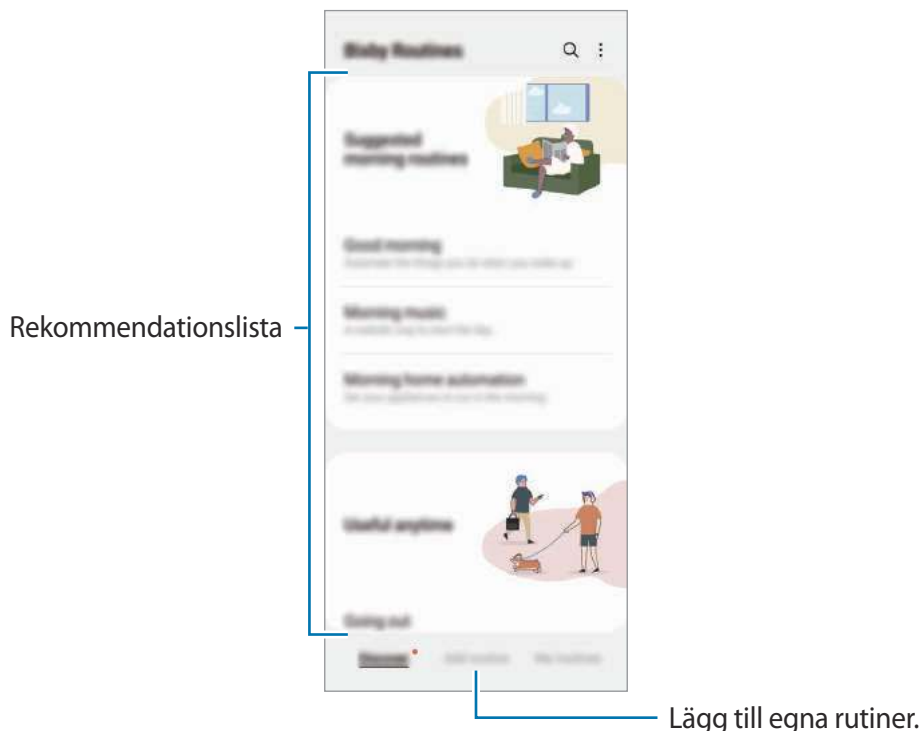 Bixby Routines
Suggested
morning routines
Good morning
Morning music
Rekommendationslista
Morning home automation
Useful anytime
Going out
Discover
Add routine
My routines
Lägg till egna rutiner.